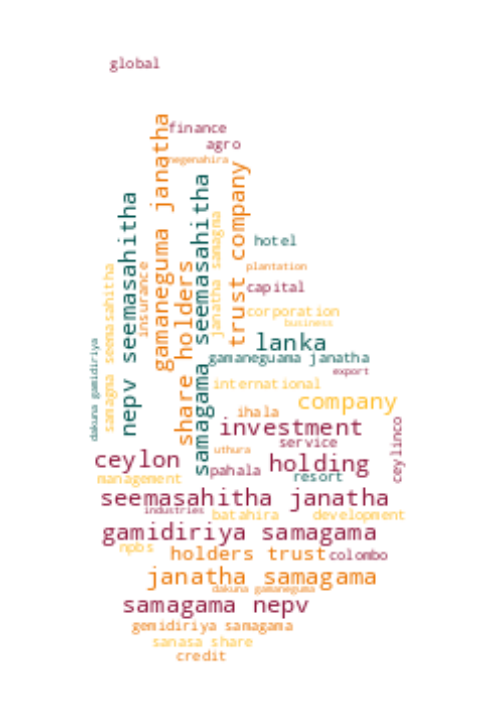 global
finance
agro
negenahira
gamaneguma janatha
nepv seemasahitha
samagama seemasahitha
janatha samagma
trust company
hotel
plantation
capital
insurance
share holders
samagma seemasahitha
dakuna gamidiriya
corporation
business
lanka
gamaneguama janatha
export
international
company
ihala
investment
service
ceylinco
uthura
ceylon
pahala
holding
management
resort
seemasahitha janatha
industries
batahira
development
gamidiriya samagama
npbs
holders trust
colombo
janatha samagama
dakuna gamaneguma
samagama nepv
gemidiriya samagama
sanasa share
credit